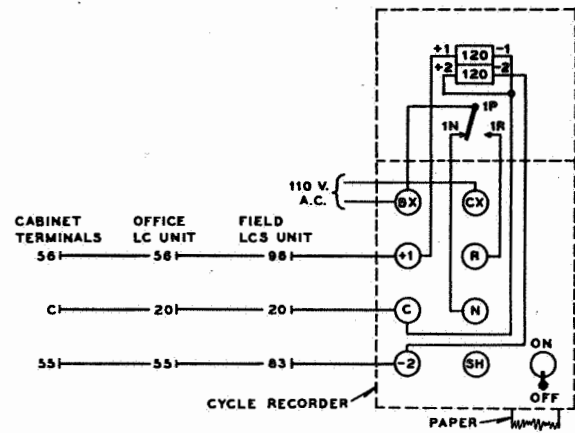 +1 120 -1
+2 120 -2
1P
1N 1R
110 V.
A.C.
BX CX
CABINET TERMINALS
OFFICE LC UNIT
FIELD LCS UNIT
56 56 96 +1 R
C 20 20 C N
55 55 83 -2 SH
ON
OFF
CYCLE RECORDER
PAPER